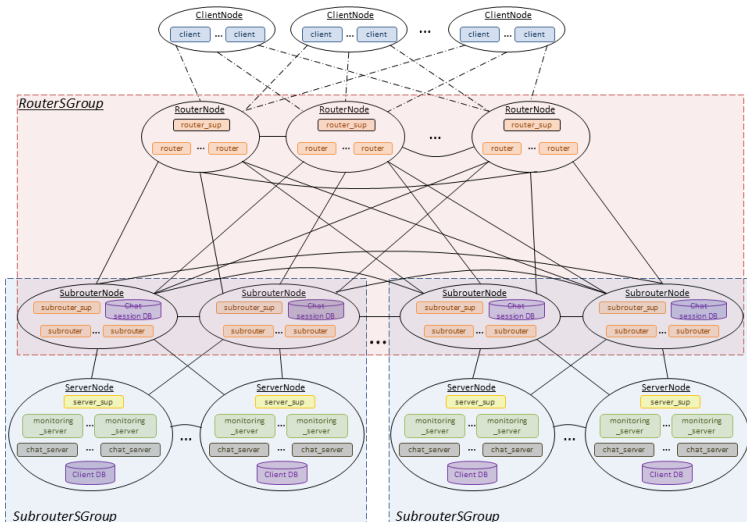 ClientNode ClientNode ClientNode
client ... client client ... client ... client ... client
RouterSGroup
RouterNode RouterNode RouterNode
router_sup router_sup ... router_sup
router ... router router ... router router ... router
SubrouterNode SubrouterNode SubrouterNode SubrouterNode
subrouter_sup Chat session DB subrouter_sup Chat session DB subrouter_sup Chat session DB subrouter_sup Chat session DB
subrouter ... subrouter subrouter ... subrouter subrouter ... subrouter subrouter ... subrouter
...
ServerNode ServerNode ServerNode ServerNode
server_sup server_sup server_sup server_sup
monitoring ... monitoring monitoring ... monitoring monitoring ... monitoring monitoring ... monitoring
_server _server _server _server _server _server _server _server
... ...
chat_server ... chat_server chat_server ... chat_server chat_server ... chat_server chat_server ... chat_server
Client DB Client DB Client DB Client DB
SubrouterSGroup SubrouterSGroup